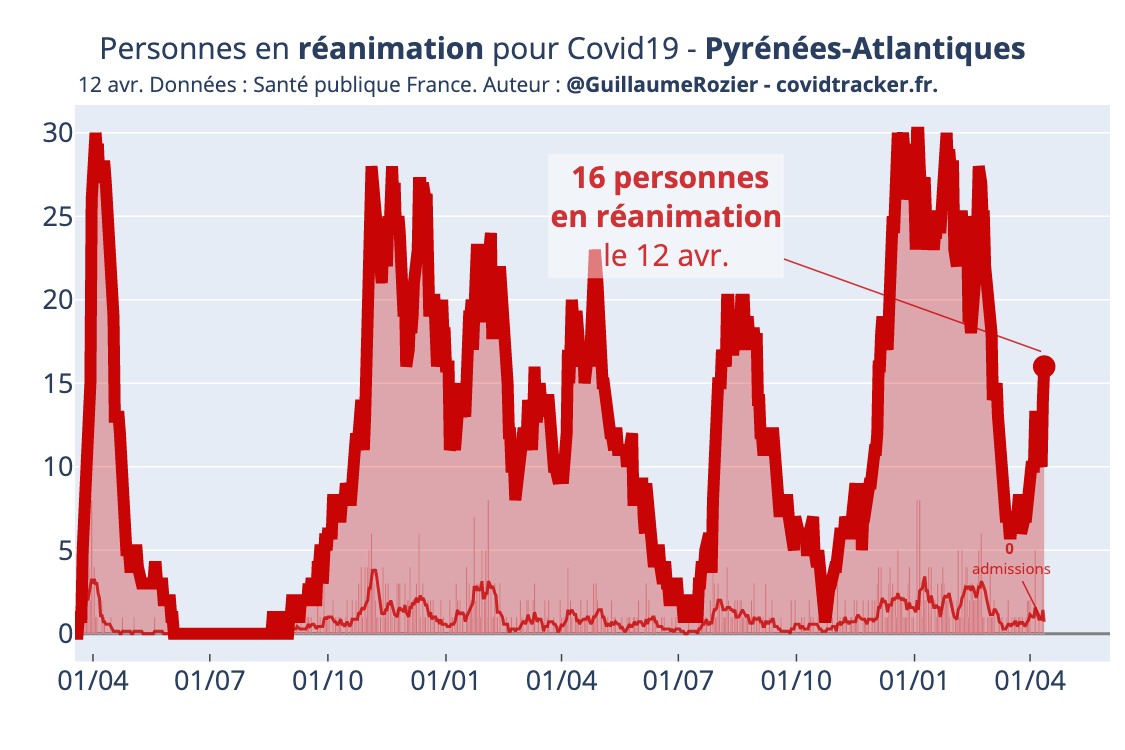 Personnes en réanimation pour Covid19 - Pyrénées-Atlantiques
12 avr. Données : Santé publique France. Auteur : @GuillaumeRozier - covidtracker.fr.
30
25
20
15
10
5
0
16 personnes
en réanimation
le 12 avr.
0
admissions
01/04 01/07 01/10 01/01 01/04 01/07 01/10 01/01 01/04